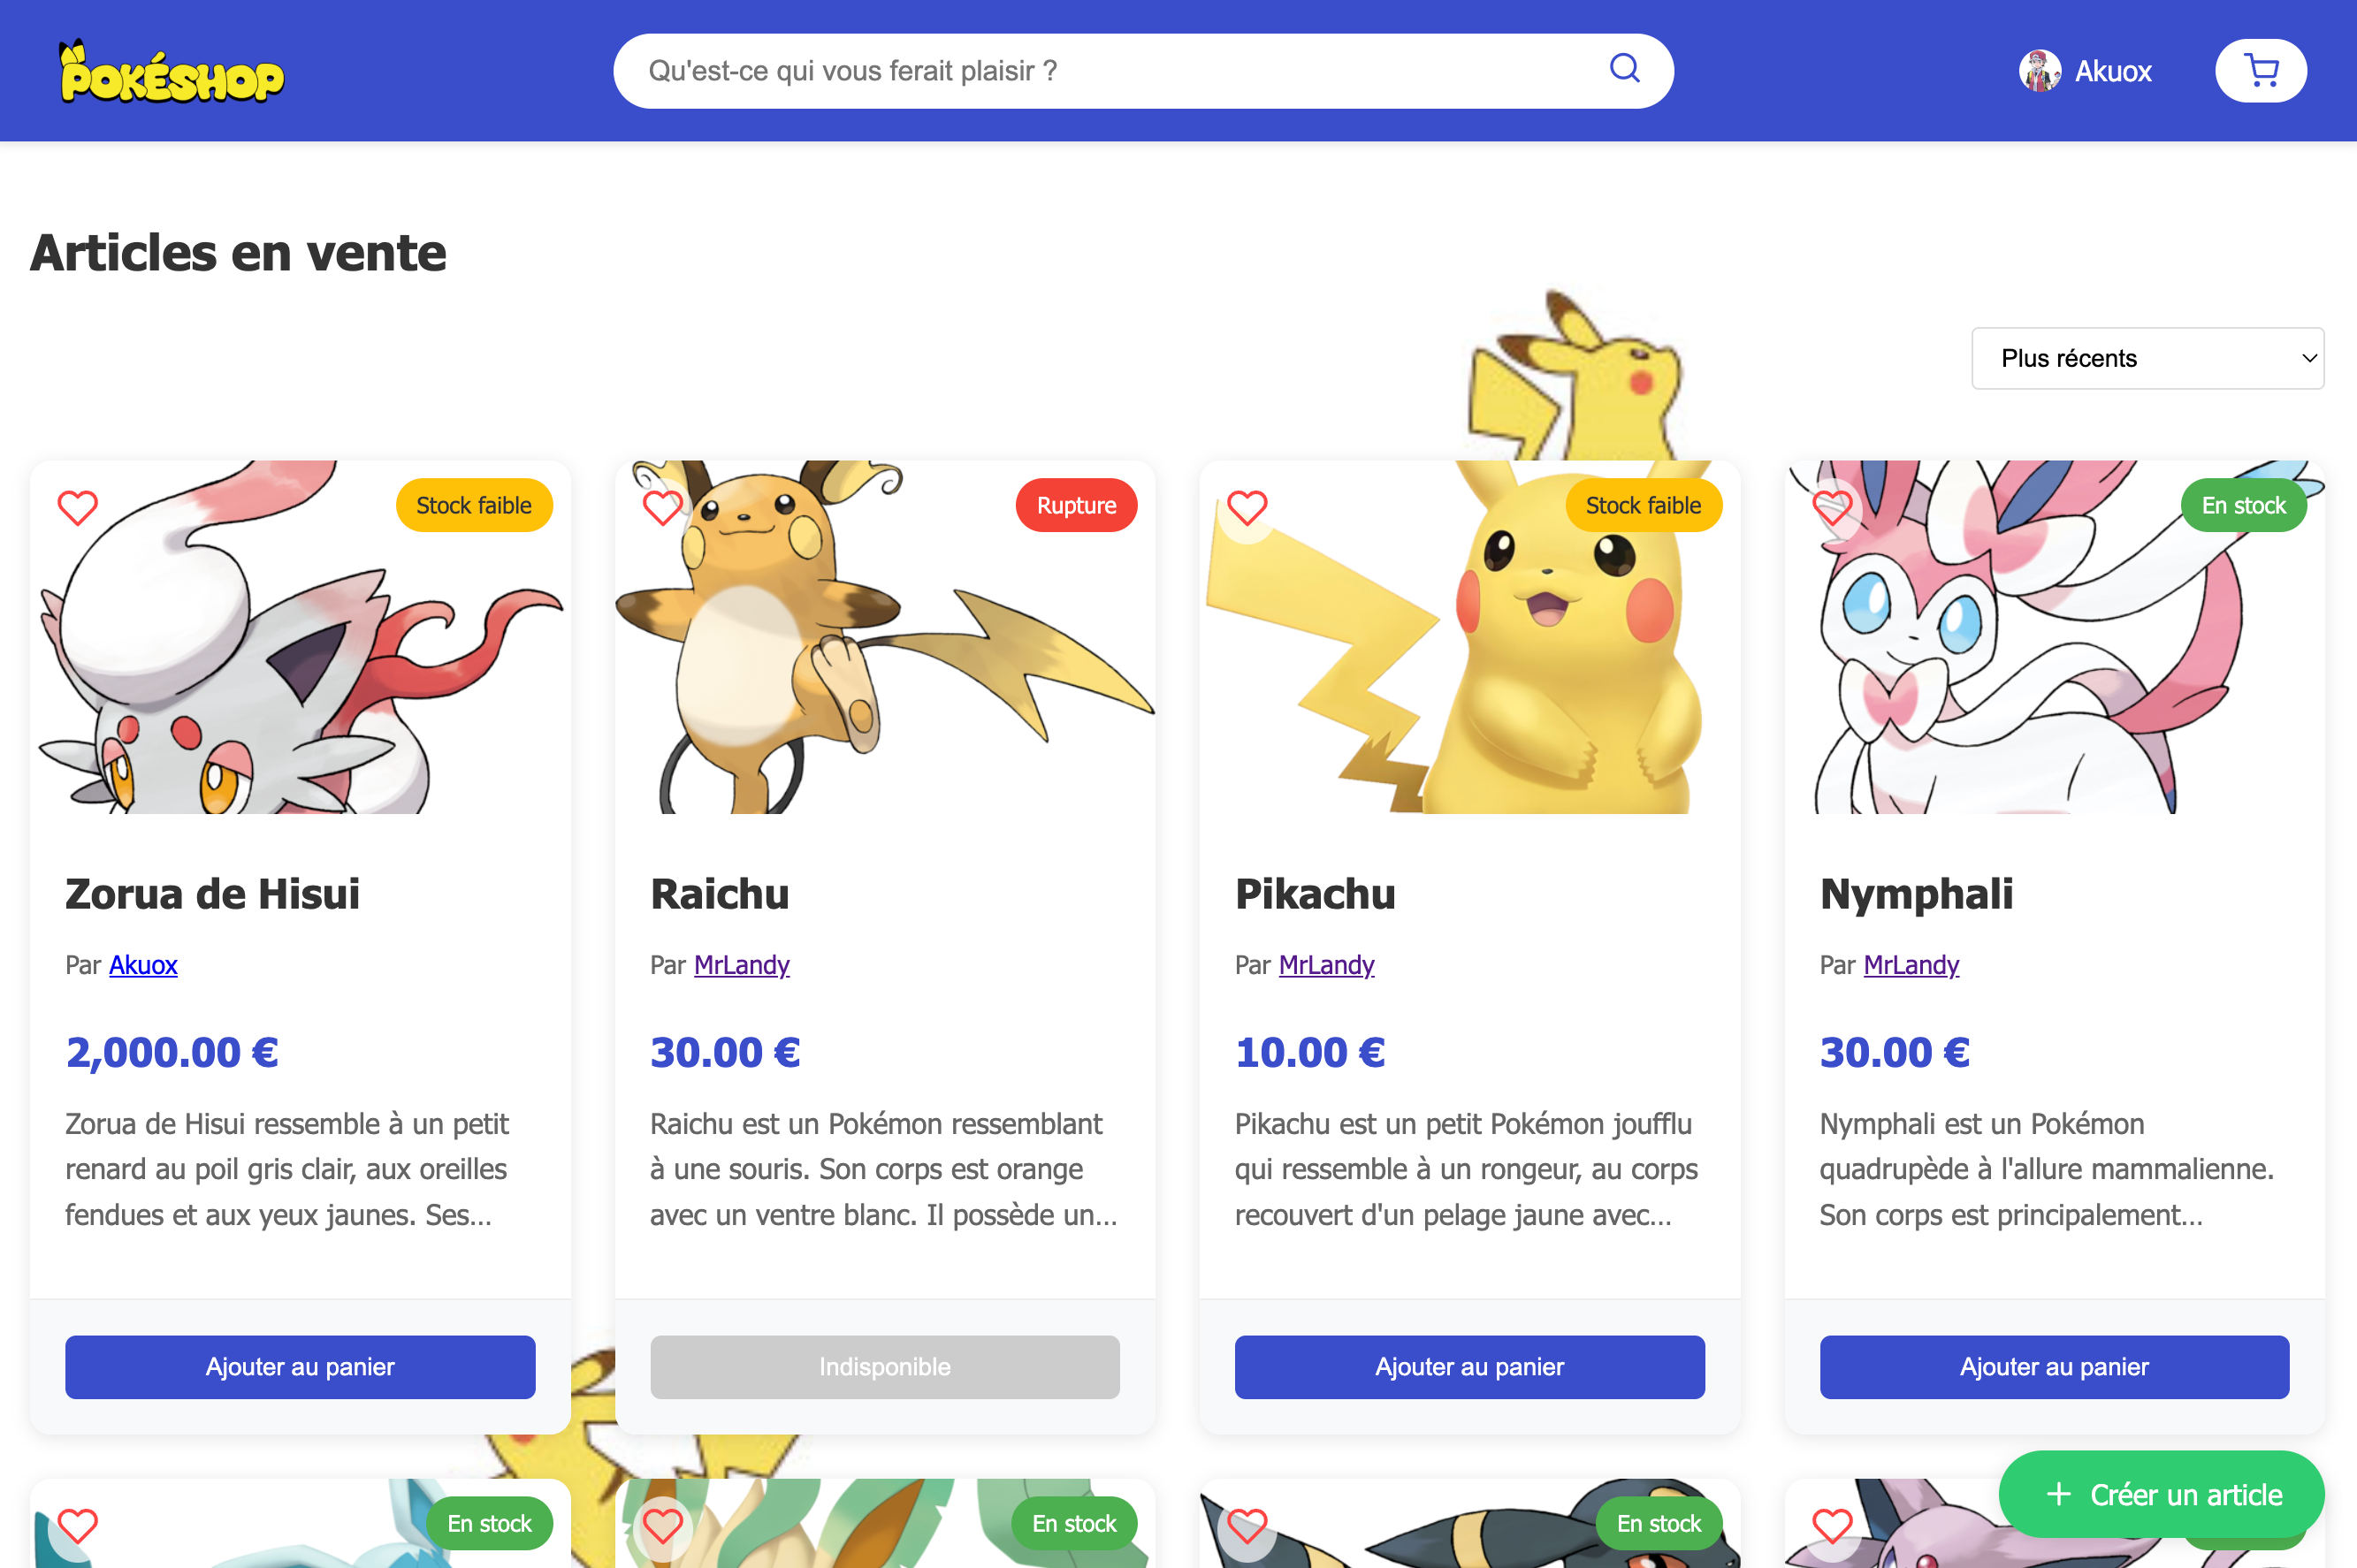 POKÉSHOP
Qu'est-ce qui vous ferait plaisir ?
Akuox
Articles en vente
Plus récents
Stock faible
Zorua de Hisui
Par Akuox
2,000.00 €
Zorua de Hisui ressemble à un petit
renard au poil gris clair, aux oreilles
fendues et aux yeux jaunes. Ses...
Ajouter au panier
Rupture
Raichu
Par MrLandy
30.00 €
Raichu est un Pokémon ressemblant
à une souris. Son corps est orange
avec un ventre blanc. Il possède un...
Indisponible
Stock faible
Pikachu
Par MrLandy
10.00 €
Pikachu est un petit Pokémon joufflu
qui ressemble à un rongeur, au corps
recouvert d'un pelage jaune avec...
Ajouter au panier
En stock
Nymphali
Par MrLandy
30.00 €
Nymphali est un Pokémon
quadrupède à l'allure mammalienne.
Son corps est principalement...
Ajouter au panier
En stock
En stock
En stock
+ Créer un article